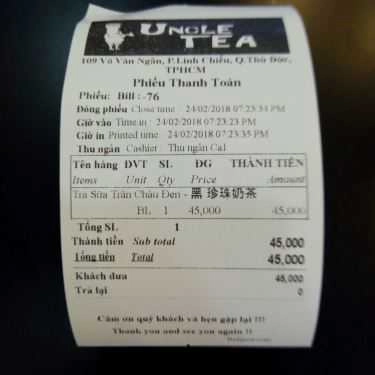 UNCLE
TEA
109 Võ Văn Ngân, P.Linh Chiểu, Q.Thủ Đức,
TPHCM
Phiếu Thanh Toán
Phiếu: Bill : -76
Đóng phiếu Close time : 24/02/2018 07:23:34 PM
Giờ vào Time in : 24/02/2018 07:23:23 PM
Giờ in Printed time : 24/02/2018 07:23:35 PM
Thu ngân Cashier : Thu ngân Ca1
Tên hàng ĐVT SL ĐG THÀNH TIỀN
Items Unit Qty Price Amount
Trà Sữa Trân Châu Đen - 黑 珍珠奶茶
BL 1 45,000 45,000
Tổng SL 1
Thành tiền Sub total 45,000
Tổng tiền Total 45,000
Khách đưa 45,000
Trả lại 0
Cám ơn quý khách và hẹn gặp lại !!!
Thank you and see you again !!